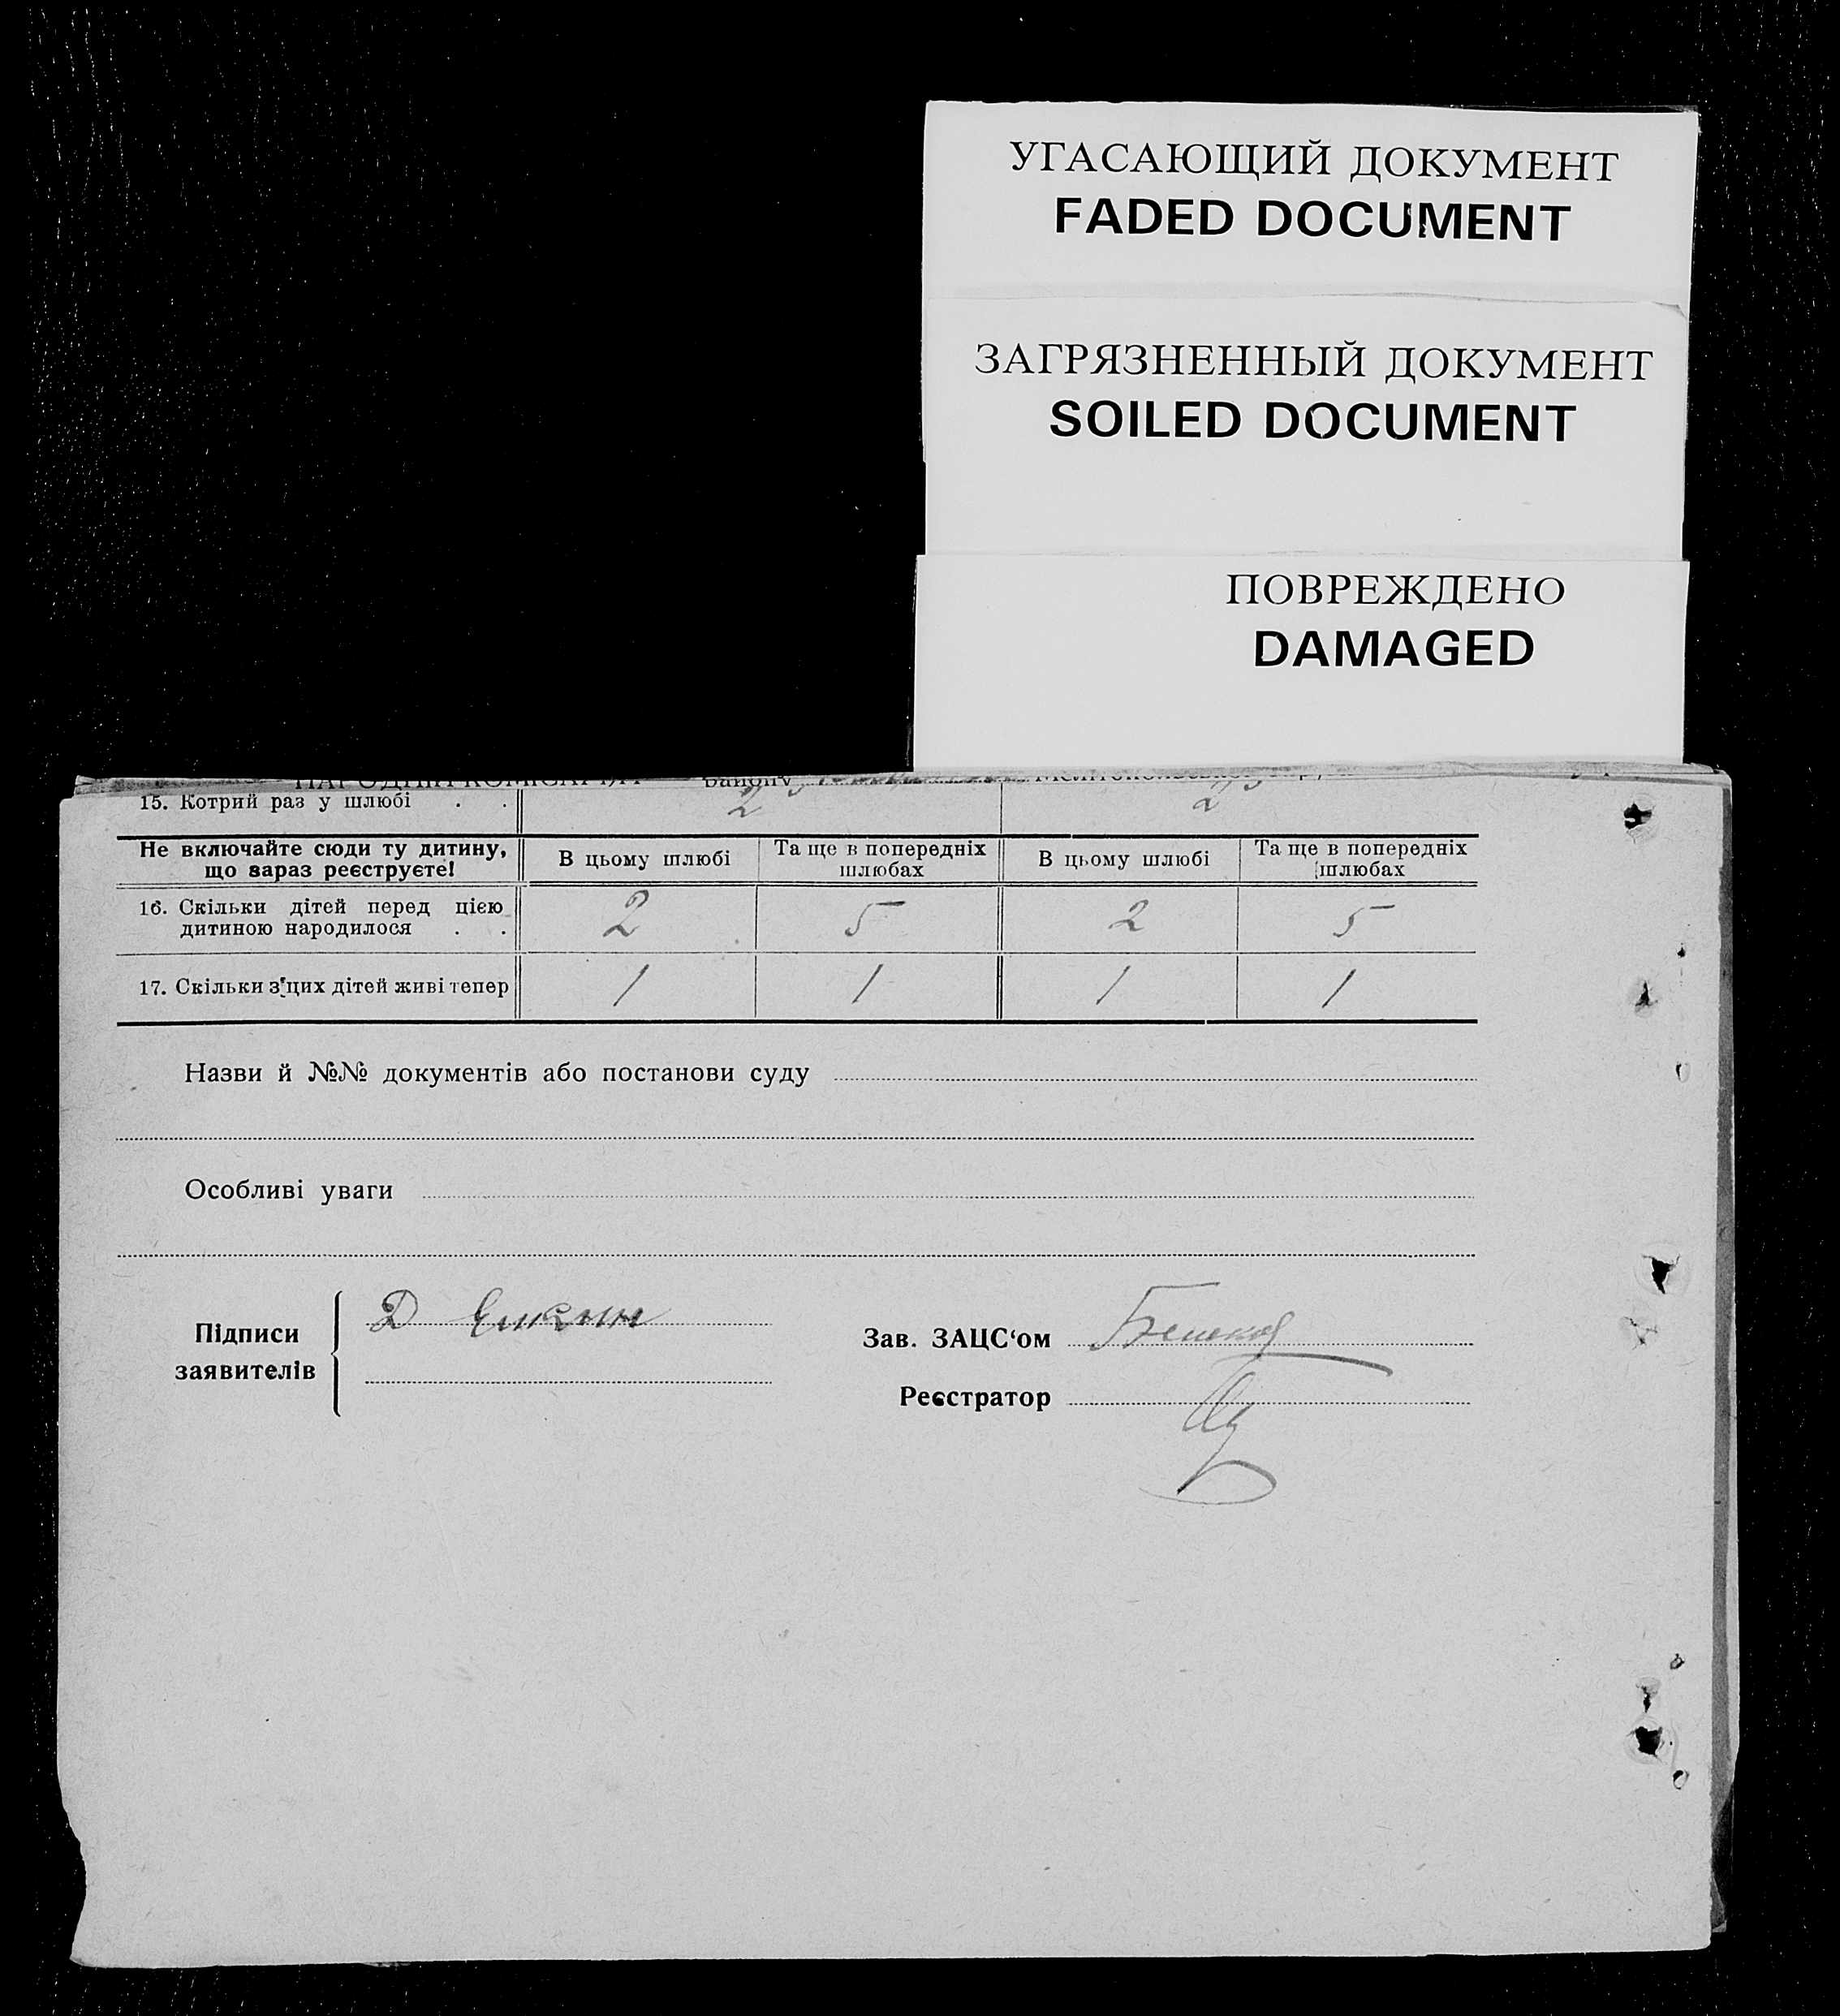 УГАСАЮЩИЙ ДОКУМЕНТ
FADED DOCUMENT
ЗАГРЯЗНЕННЫЙ ДОКУМЕНТ
SOILED DOCUMENT
ПОВРЕЖДЕНО
DAMAGED
15. Котрий раз у шлюбі . . 2 2
Не включайте сюди ту дитину, що зараз реєструєте! В цьому шлюбі Та ще в попередніх шлюбах В цьому шлюбі Та ще в попередніх шлюбах
16. Скільки дітей перед цією
дитиною народилося . . 2 5 2 5
17. Скільки з цих дітей живі тепер 1 1 1 1
Назви й №№ документів або постанови суду
Особливі уваги
Підписи
заявителів
Д
Зав. ЗАЦС‘ом
Реєстратор